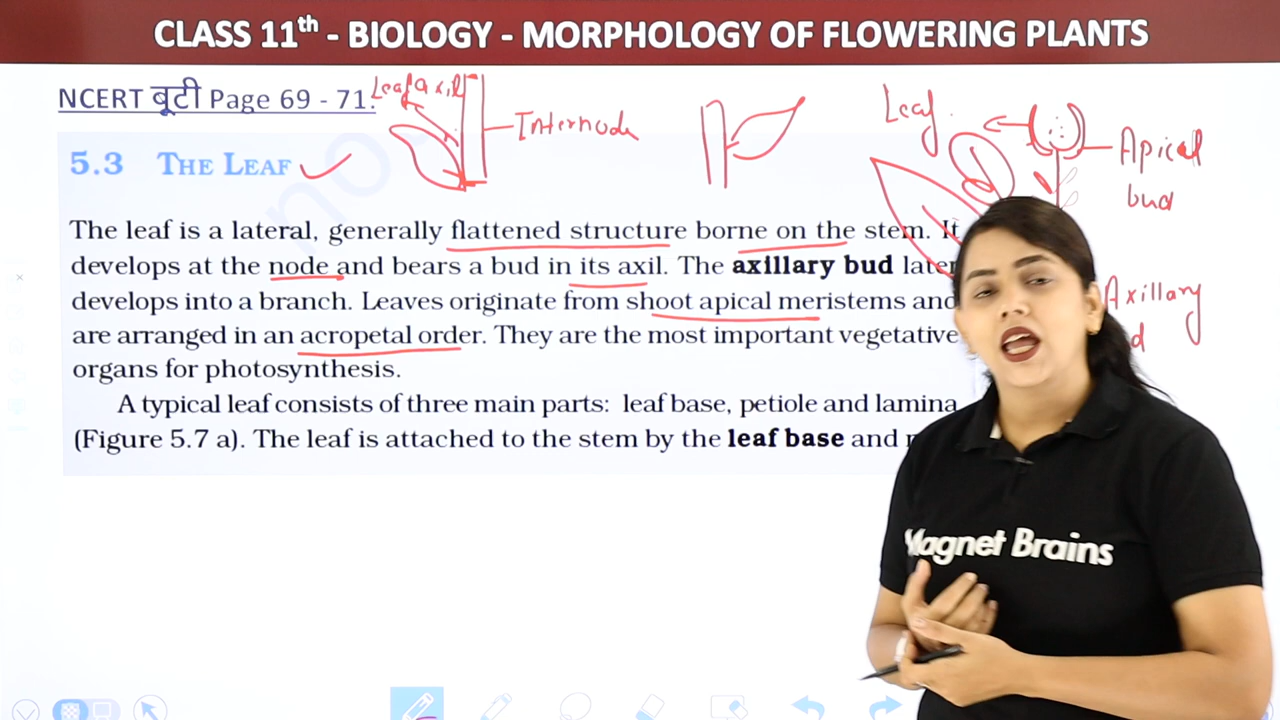 CLASS 11th - BIOLOGY - MORPHOLOGY OF FLOWERING PLANTS
NCERT बूटी Page 69 - 71.
Leaf axil
Internode
Leaf
Apical
bud
5.3 THE LEAF
The leaf is a lateral, generally flattened structure borne on the stem. It
develops at the node and bears a bud in its axil. The axillary bud later
develops into a branch. Leaves originate from shoot apical meristems and
are arranged in an acropetal order. They are the most important vegetative
organs for photosynthesis.
A typical leaf consists of three main parts: leaf base, petiole and lamina
(Figure 5.7 a). The leaf is attached to the stem by the leaf base and
Axillary
Magnet Brains